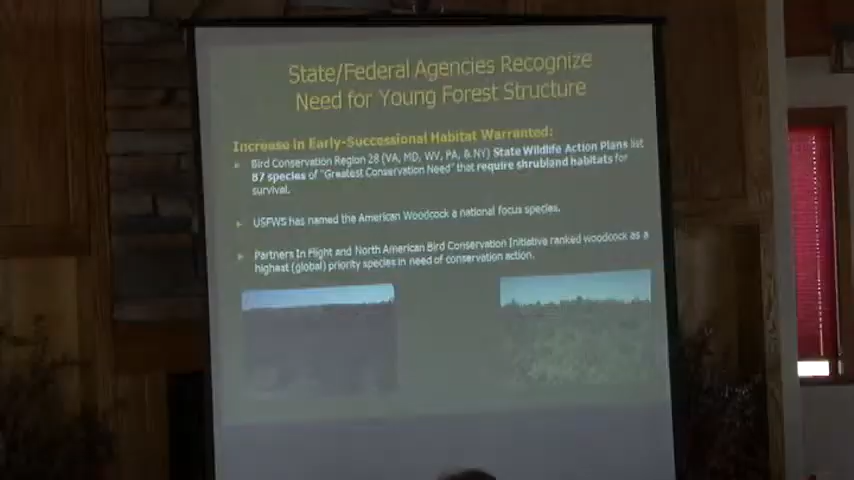 State/Federal Agencies Recognize
Need for Young Forest Structure
Increase in Early-Successional Habitat Warranted:
Bird Conservation Region 28 (VA, MD, WV, PA, & NY) State Wildlife Action Plans list
87 species of "Greatest Conservation Need" that require shrubland habitats for
survival.
USFWS has named the American Woodcock a national focus species.
Partners In Flight and North American Bird Conservation Initiative ranked woodcock as a
highest (global) priority species in need of conservation action.